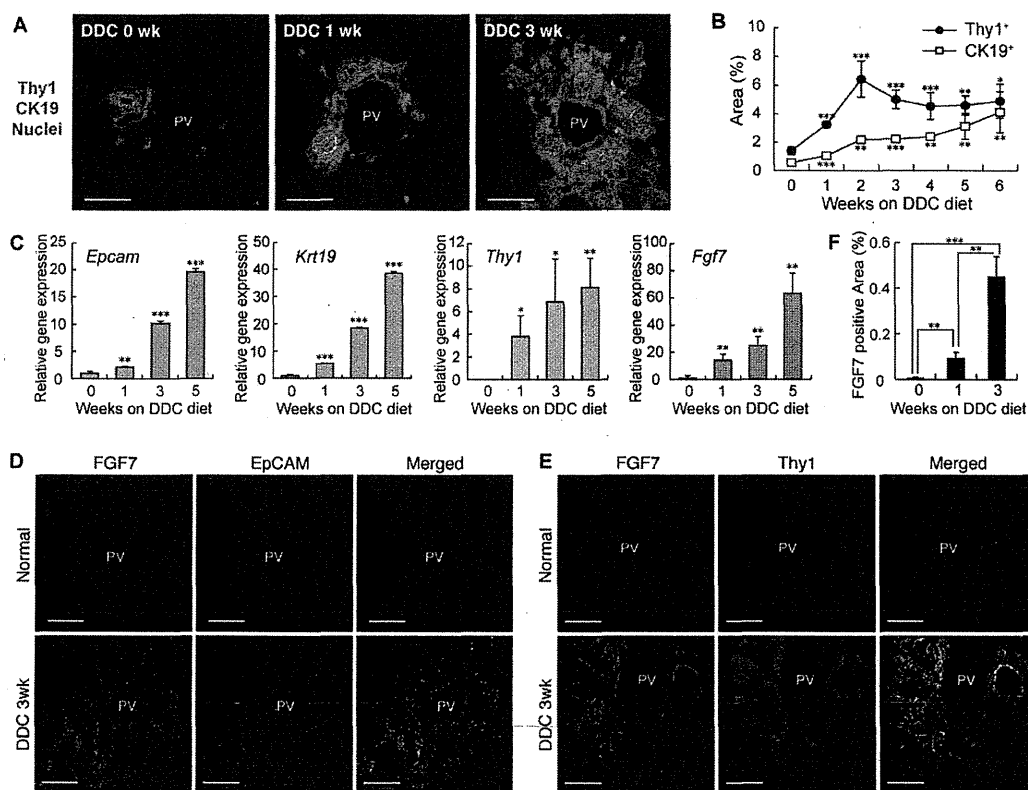 A
DDC 0 wk
DDC 1 wk
DDC 3 wk
Thy1
CK19
Nuclei
PV
PV
PV
B
Thy1+
CK19+
Area (%)
10
8
6
4
2
0
***
***
***
***
**
*
***
**
***
**
**
**
0 1 2 3 4 5 6
Weeks on DDC diet
C
Relative gene expression
Epcam
25
20
15
10
5
0
**
***
***
0 1 3 5
Weeks on DDC diet
Relative gene expression
Krt19
50
40
30
20
10
0
***
***
***
0 1 3 5
Weeks on DDC diet
Relative gene expression
Thy1
12
10
8
6
4
2
0
*
*
**
0 1 3 5
Weeks on DDC diet
Relative gene expression
Fgf7
100
80
60
40
20
0
**
**
**
0 1 3 5
Weeks on DDC diet
F
FGF7 positive Area (%)
0.6
0.4
0.2
0
***
**
**
0 1 3
Weeks on DDC diet
D
FGF7 EpCAM Merged
Normal
PV PV PV
DDC 3wk
PV PV PV
E
FGF7 Thy1 Merged
Normal
PV PV PV
DDC 3wk
PV PV PV